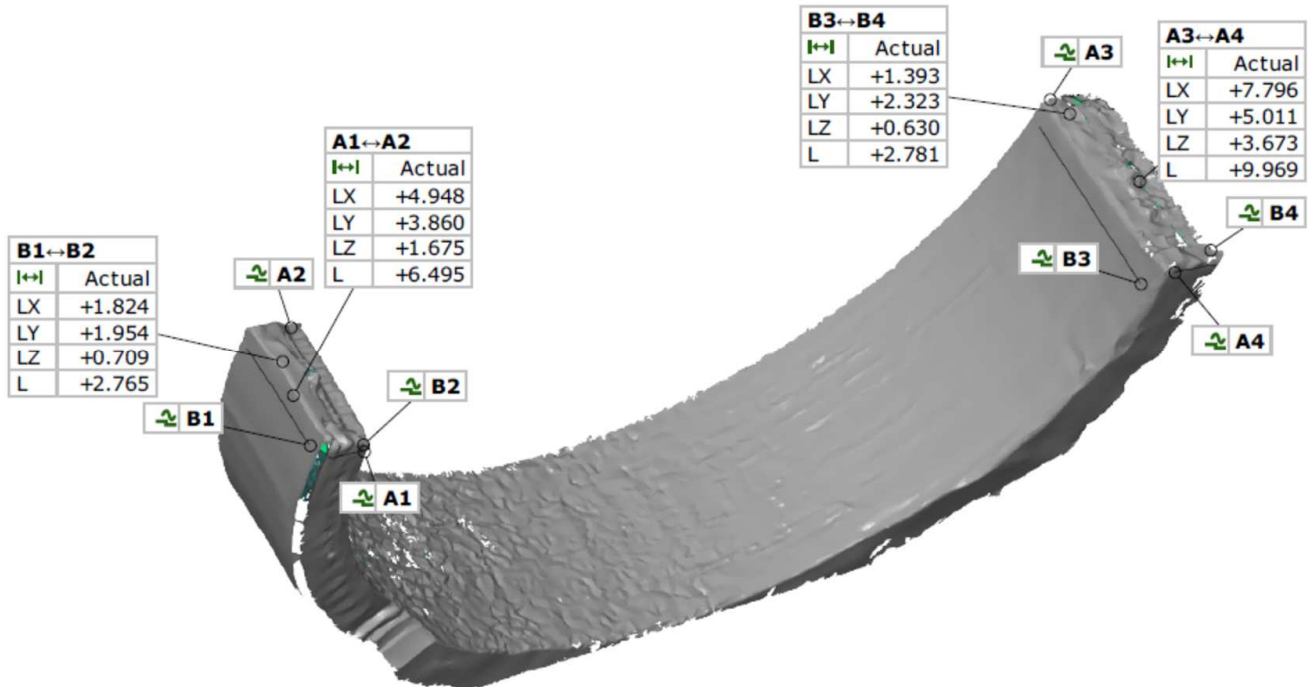 B3↔B4
Actual
LX +1.393
LY +2.323
LZ +0.630
L +2.781
A3
A3↔A4
Actual
LX +7.796
LY +5.011
LZ +3.673
L +9.969
A1↔A2
Actual
LX +4.948
LY +3.860
LZ +1.675
L +6.495
B4
B1↔B2
Actual
LX +1.824
LY +1.954
LZ +0.709
L +2.765
A2
B3
A4
B2
B1
A1